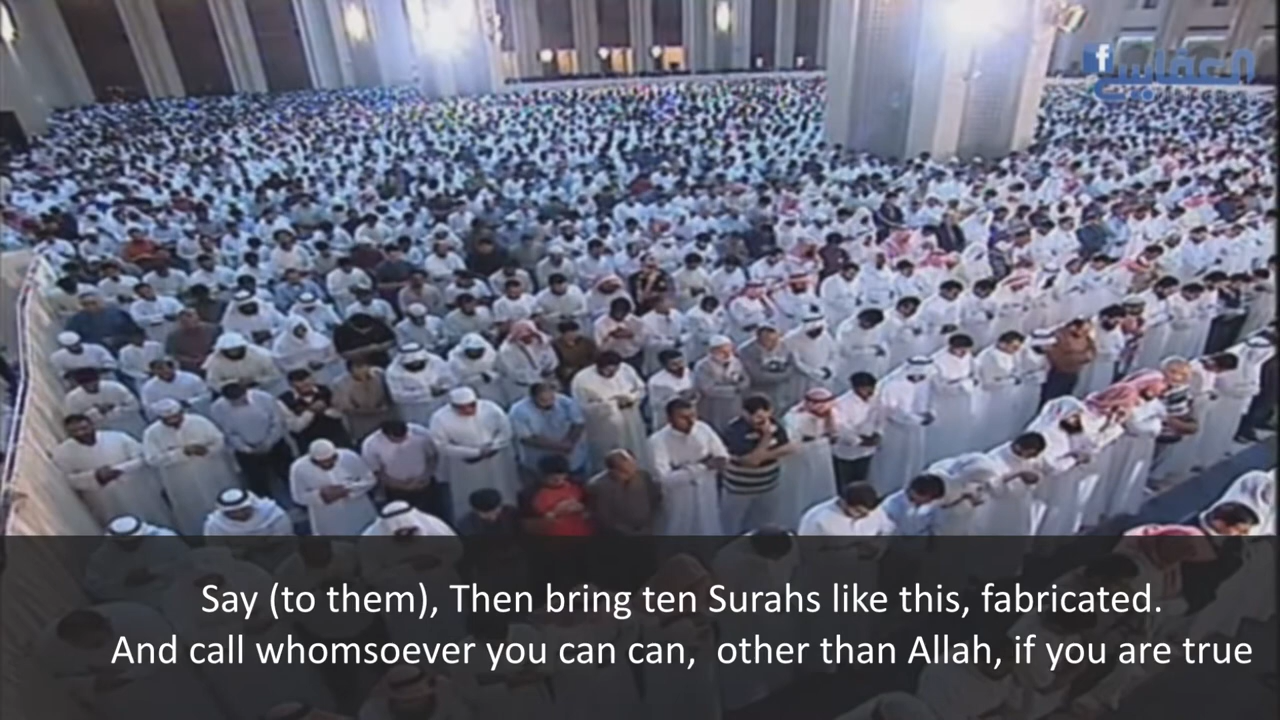 العفاسي
Say (to them), Then bring ten Surahs like this, fabricated.
And call whomsoever you can can,  other than Allah, if you are true